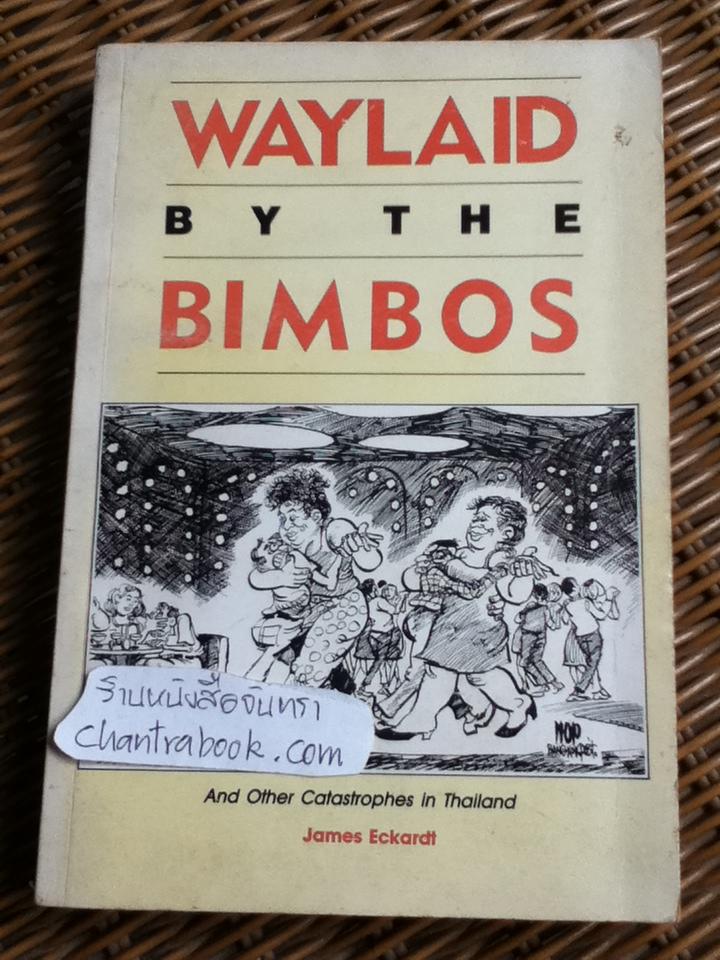 WAYLAID
BY THE
BIMBOS
NOP
ร้านหนังสือจันทรา
chantrabook.com
And Other Catastrophes in Thailand
James Eckardt